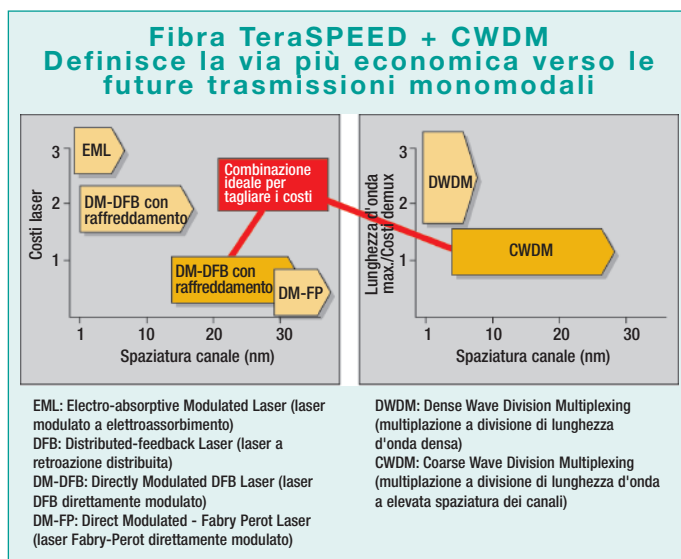 Fibra TeraSPEED + CWDM
Definisce la via più economica verso le
future trasmissioni monomodali
Costi laser
3
2
1
EML
DM-DFB con
raffreddamento
Combinazione
ideale per
tagliare i costi
DM-DFB con
raffreddamento
DM-FP
1
10
20
30
Spaziatura canale (nm)
Lunghezza d'onda
max./Costi demux
3
2
1
DWDM
CWDM
1
10
20
30
Spaziatura canale (nm)
EML: Electro-absorptive Modulated Laser (laser
modulato a elettroassorbimento)
DFB: Distributed-feedback Laser (laser a
retroazione distribuita)
DM-DFB: Directly Modulated DFB Laser (laser
DFB direttamente modulato)
DM-FP: Direct Modulated - Fabry Perot Laser
(laser Fabry-Perot direttamente modulato)
DWDM: Dense Wave Division Multiplexing
(multiplazione a divisione di lunghezza
d'onda densa)
CWDM: Coarse Wave Division Multiplexing
(multiplazione a divisione di lunghezza d'onda
a elevata spaziatura dei canali)